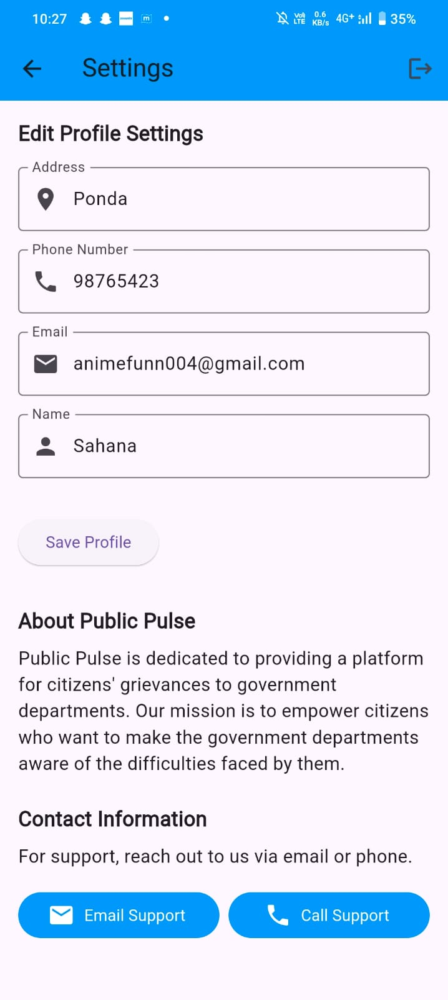 10:27 m Vo) LTE 0.6 KB/s 4G+ 35%
Settings
Edit Profile Settings
Address
Ponda
Phone Number
98765423
Email
animefunn004@gmail.com
Name
Sahana
Save Profile
About Public Pulse
Public Pulse is dedicated to providing a platform
for citizens' grievances to government
departments. Our mission is to empower citizens
who want to make the government departments
aware of the difficulties faced by them.
Contact Information
For support, reach out to us via email or phone.
Email Support Call Support